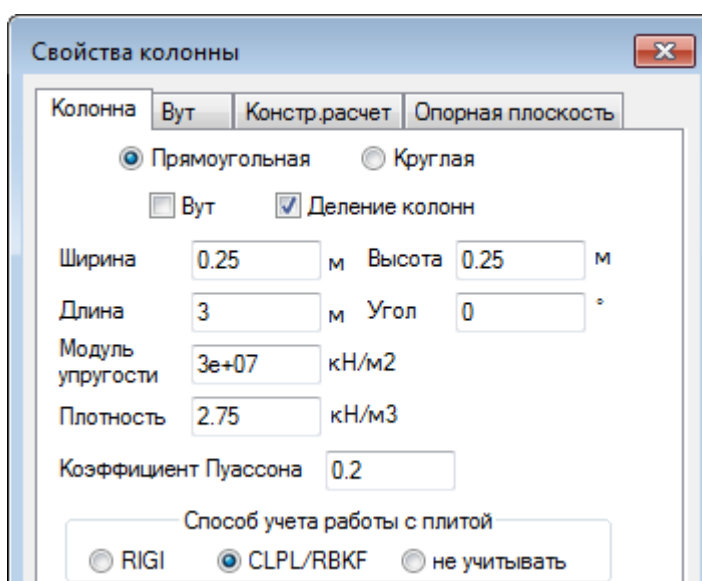 Свойства колонны
Колонна Вут Констр.расчет Опорная плоскость
Прямоугольная Круглая
Вут Деление колонн
Ширина 0.25 м Высота 0.25 м
Длина 3 м Угол 0 °
Модуль
упругости 3e+07 кН/м2
Плотность 2.75 кН/м3
Коэффициент Пуассона 0.2
Способ учета работы с плитой
RIGI CLPL/RBKF не учитывать